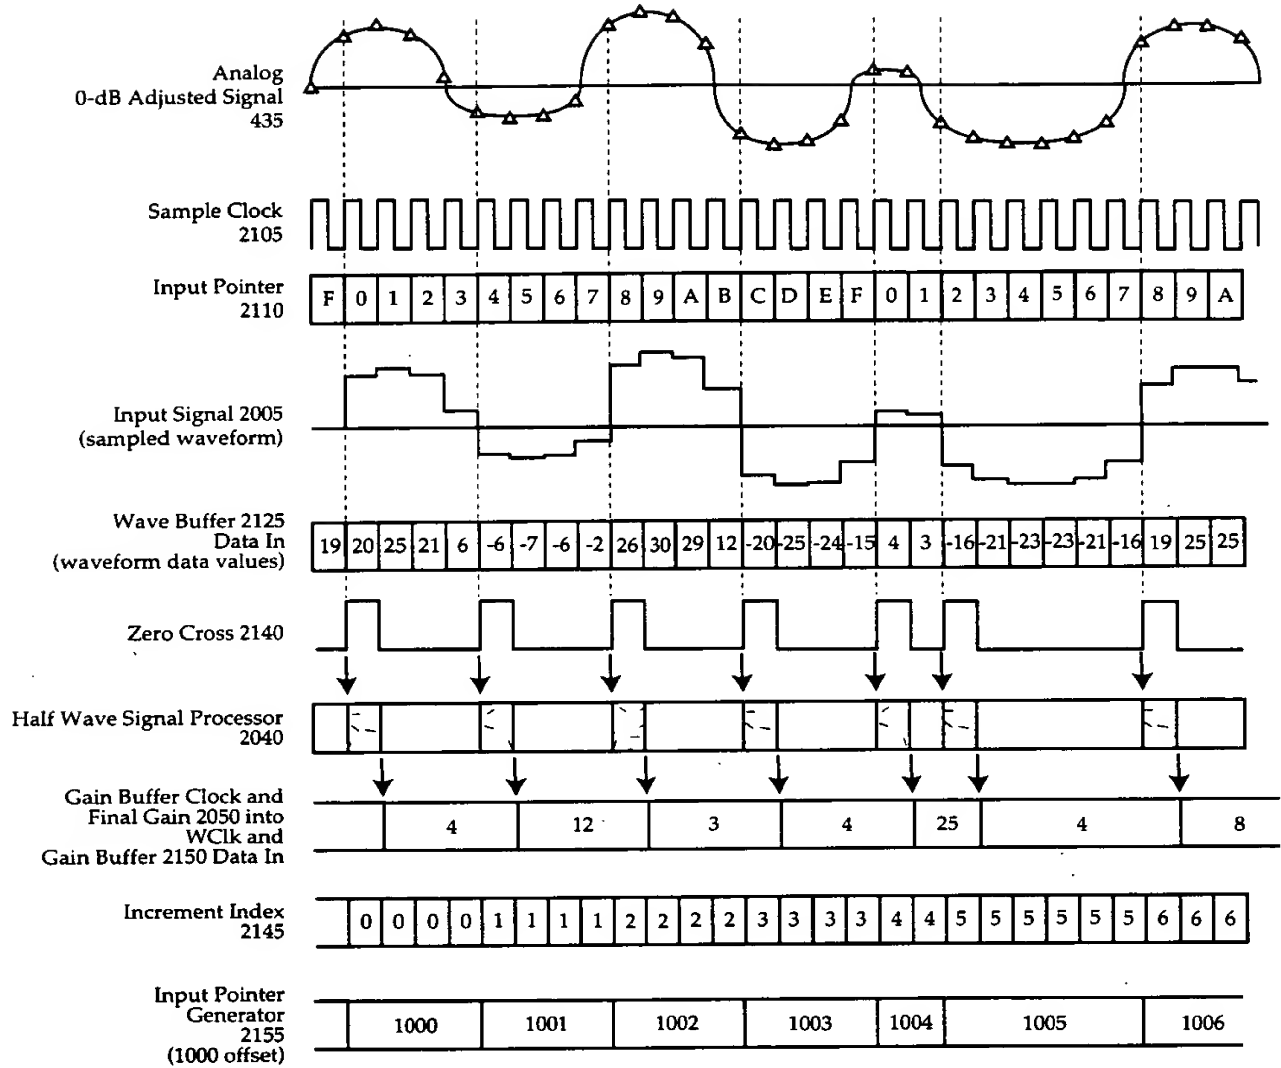 Analog
0-dB Adjusted Signal
435
Sample Clock
2105
Input Pointer
2110
F 0 1 2 3 4 5 6 7 8 9 A B C D E F 0 1 2 3 4 5 6 7 8 9 A
Input Signal 2005
(sampled waveform)
Wave Buffer 2125
Data In
(waveform data values)
19 20 25 21 6 -6 -7 -6 -2 26 30 29 12 -20 -25 -24 -15 4 3 -16 -21 -23 -23 -21 -16 19 25 25
Zero Cross 2140
Half Wave Signal Processor
2040
Gain Buffer Clock and
Final Gain 2050 into
WClk and
Gain Buffer 2150 Data In
4 12 3 4 25 4 8
Increment Index
2145
0 0 0 0 1 1 1 1 2 2 2 2 3 3 3 3 4 4 5 5 5 5 5 5 6 6 6
Input Pointer
Generator
2155
(1000 offset)
1000 1001 1002 1003 1004 1005 1006